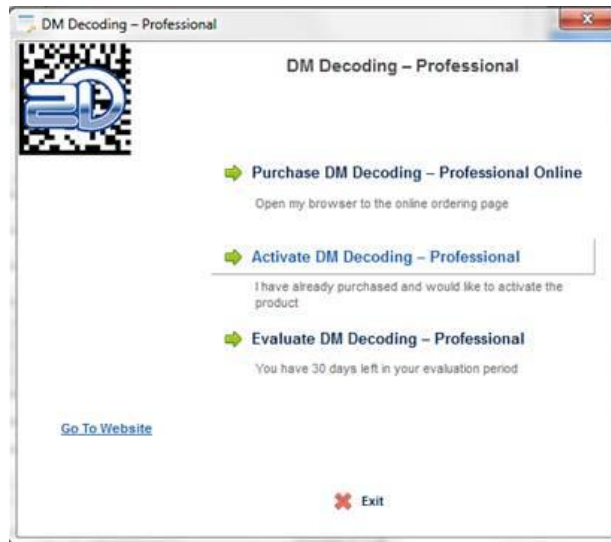 DM Decoding – Professional
2D
DM Decoding – Professional
Purchase DM Decoding – Professional Online
Open my browser to the online ordering page
Activate DM Decoding – Professional
I have already purchased and would like to activate the
product
Evaluate DM Decoding – Professional
You have 30 days left in your evaluation period
Go To Website
Exit